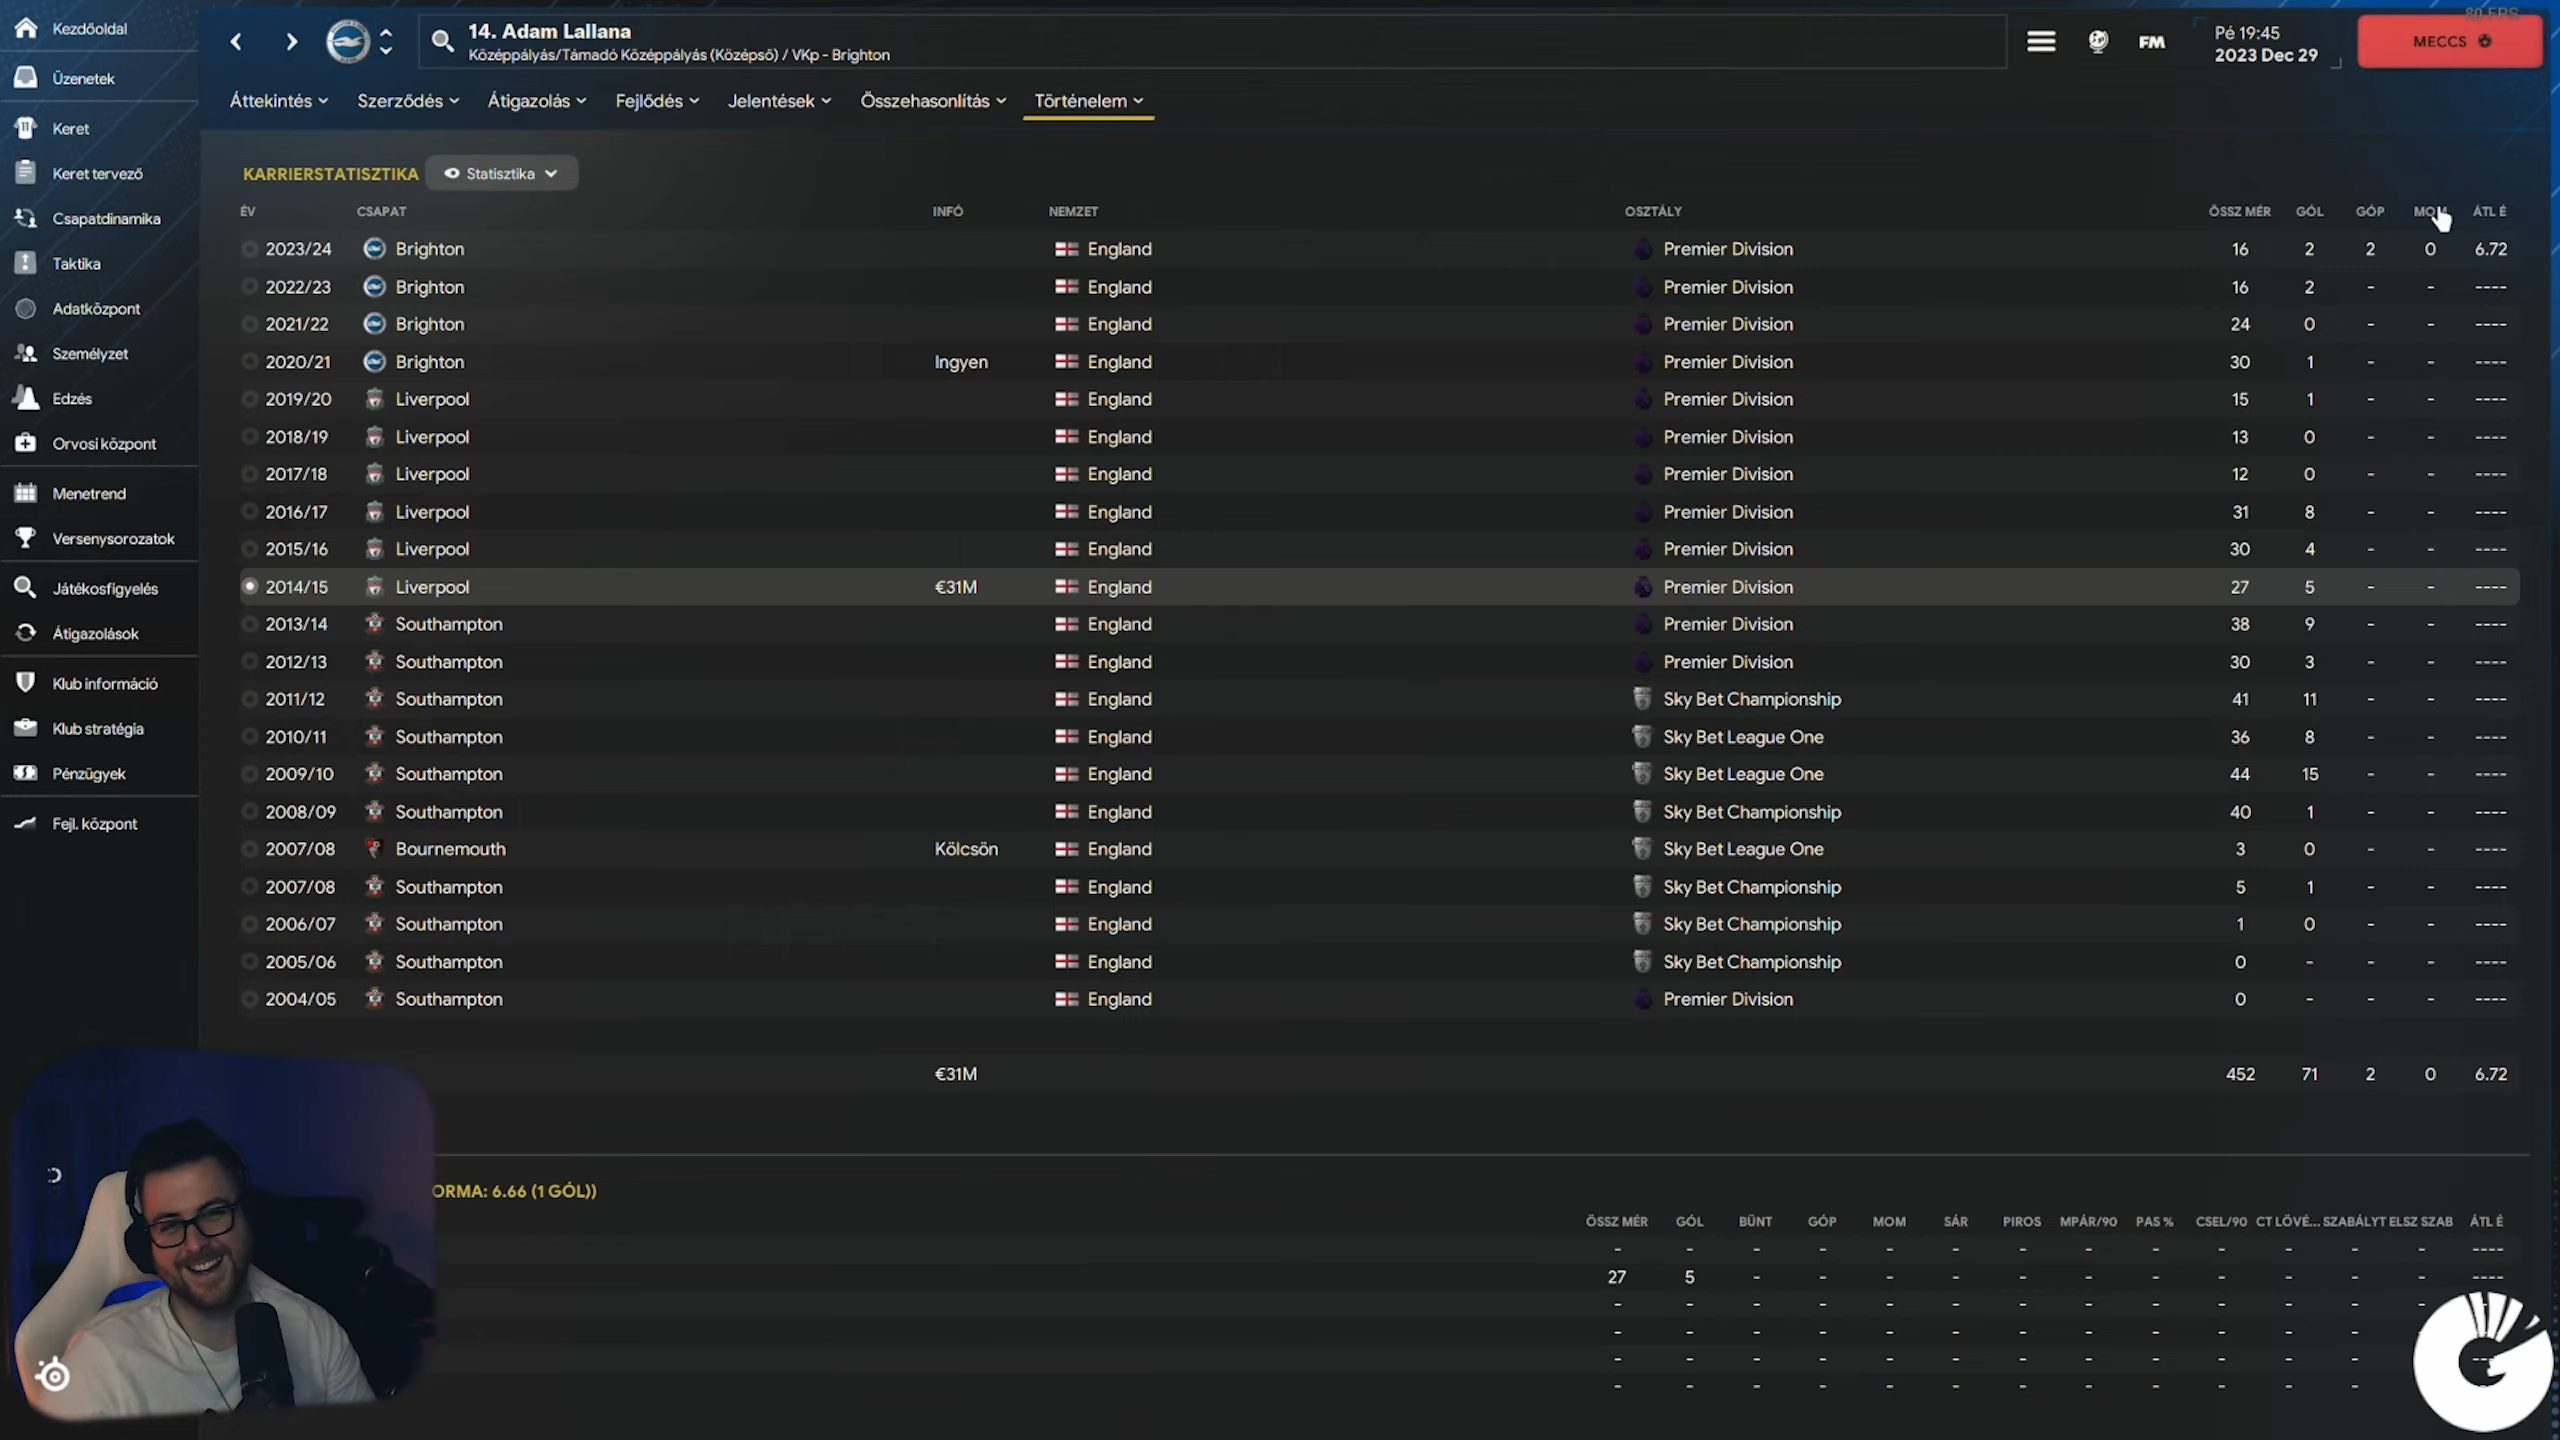 80 FPS
Kezdőoldal
Üzenetek
Keret
Keret tervező
Csapatdinamika
Taktika
Adatközpont
Személyzet
Edzés
Orvosi központ
Menetrend
Versenysorozatok
Játékosfigyelés
Átigazolások
Klub információ
Klub stratégia
Pénzügyek
Fejl. központ
14. Adam Lallana
Középpályás/Támadó Középpályás (Középső) / VKp - Brighton
FM
Pé 19:45
2023 Dec 29
MECCS
Áttekintés Szerződés Átigazolás Fejlődés Jelentések Összehasonlítás Történelem
KARRIERSTATISZTIKA Statisztika
ÉV CSAPAT INFÓ NEMZET OSZTÁLY ÖSSZ MÉR GÓL GÓP MOM ÁTL É
2023/24 Brighton England Premier Division 16 2 2 0 6.72
2022/23 Brighton England Premier Division 16 2 - - ----
2021/22 Brighton England Premier Division 24 0 - - ----
2020/21 Brighton Ingyen England Premier Division 30 1 - - ----
2019/20 Liverpool England Premier Division 15 1 - - ----
2018/19 Liverpool England Premier Division 13 0 - - ----
2017/18 Liverpool England Premier Division 12 0 - - ----
2016/17 Liverpool England Premier Division 31 8 - - ----
2015/16 Liverpool England Premier Division 30 4 - - ----
2014/15 Liverpool €31M England Premier Division 27 5 - - ----
2013/14 Southampton England Premier Division 38 9 - - ----
2012/13 Southampton England Premier Division 30 3 - - ----
2011/12 Southampton England Sky Bet Championship 41 11 - - ----
2010/11 Southampton England Sky Bet League One 36 8 - - ----
2009/10 Southampton England Sky Bet League One 44 15 - - ----
2008/09 Southampton England Sky Bet Championship 40 1 - - ----
2007/08 Bournemouth Kölcsön England Sky Bet League One 3 0 - - ----
2007/08 Southampton England Sky Bet Championship 5 1 - - ----
2006/07 Southampton England Sky Bet Championship 1 0 - - ----
2005/06 Southampton England Sky Bet Championship 0 - - - ----
2004/05 Southampton England Premier Division 0 - - - ----
€31M 452 71 2 0 6.72
ORMA: 6.66 (1 GÓL))
ÖSSZ MÉR GÓL BÜNT GÓP MOM SÁR PIROS MPÁR/90 PAS % CSEL/90 CT LÖVÉ... SZABÁLYT ELSZ SZAB ÁTL É
- - - - - - - - - - - - - ----
27 5 - - - - - - - - - - - ----
- - - - - - - - - - - - -
- - - - - - - - - - - -
- - - - - - - - - - - -
- - - - - - - - - - - -